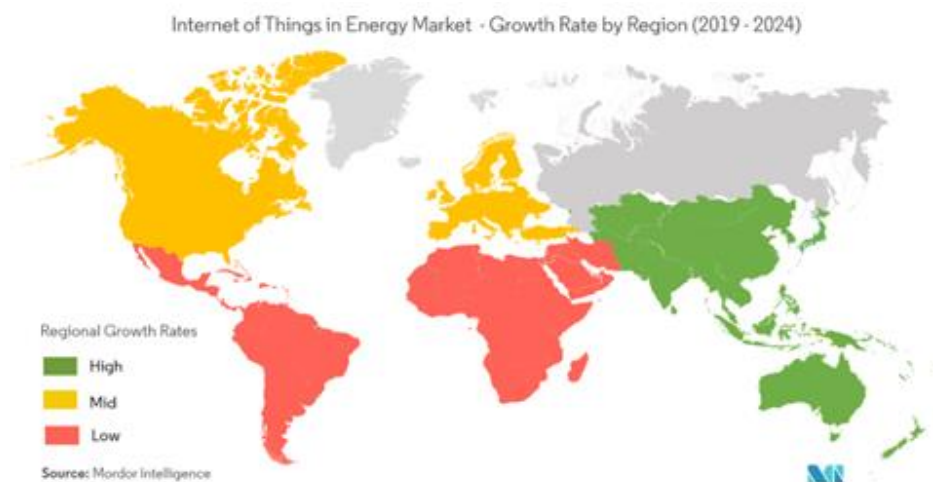 Internet of Things in Energy Market - Growth Rate by Region (2019 - 2024)
Regional Growth Rates
High
Mid
Low
Source: Mordor Intelligence